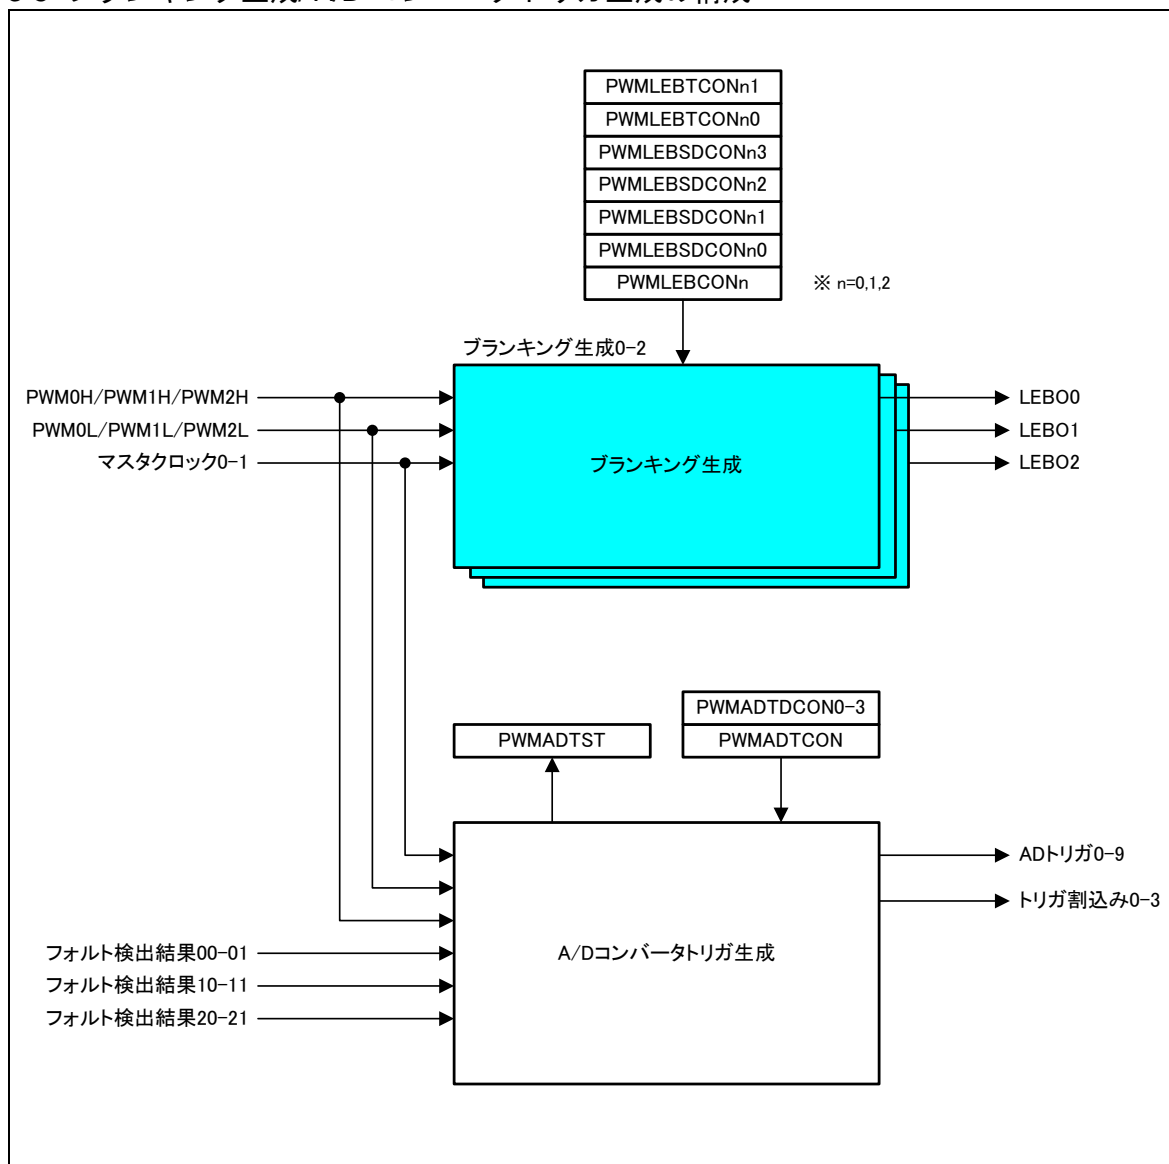 PWMLEBTCONn1
PWMLEBTCONn0
PWMLEBSDCONn3
PWMLEBSDCONn2
PWMLEBSDCONn1
PWMLEBSDCONn0
PWMLEBCONn
※ n=0,1,2
ブランキング生成0-2
PWM0H/PWM1H/PWM2H
PWM0L/PWM1L/PWM2L
マスタクロック0-1
ブランキング生成
LEBO0
LEBO1
LEBO2
PWMADTST
PWMADTDCON0-3
PWMADTCON
フォルト検出結果00-01
フォルト検出結果10-11
フォルト検出結果20-21
A/Dコンバータトリガ生成
ADトリガ0-9
トリガ割込み0-3